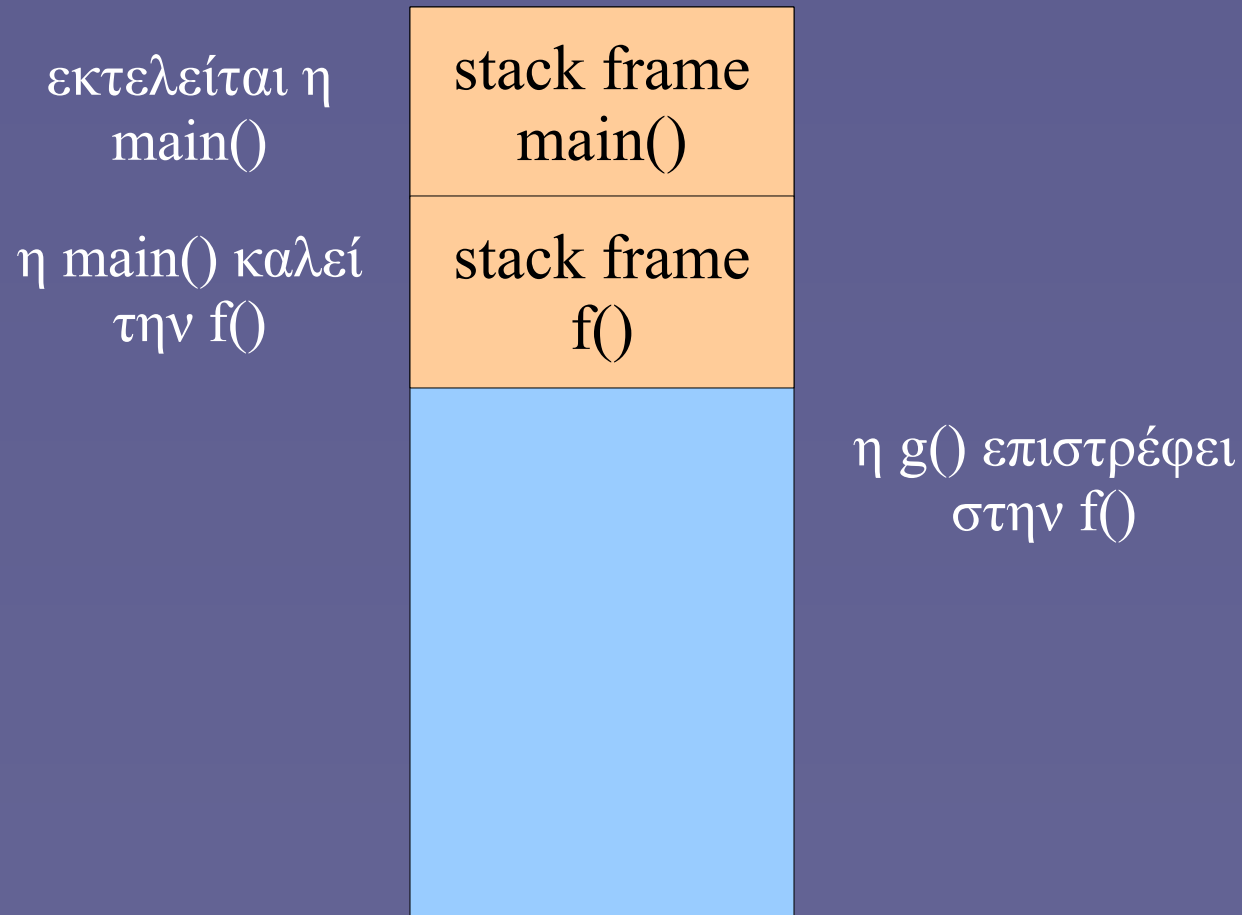 εκτελείται η
main()
stack frame
main()
η main() καλεί
την f()
stack frame
f()
η g() επιστρέφει
στην f()